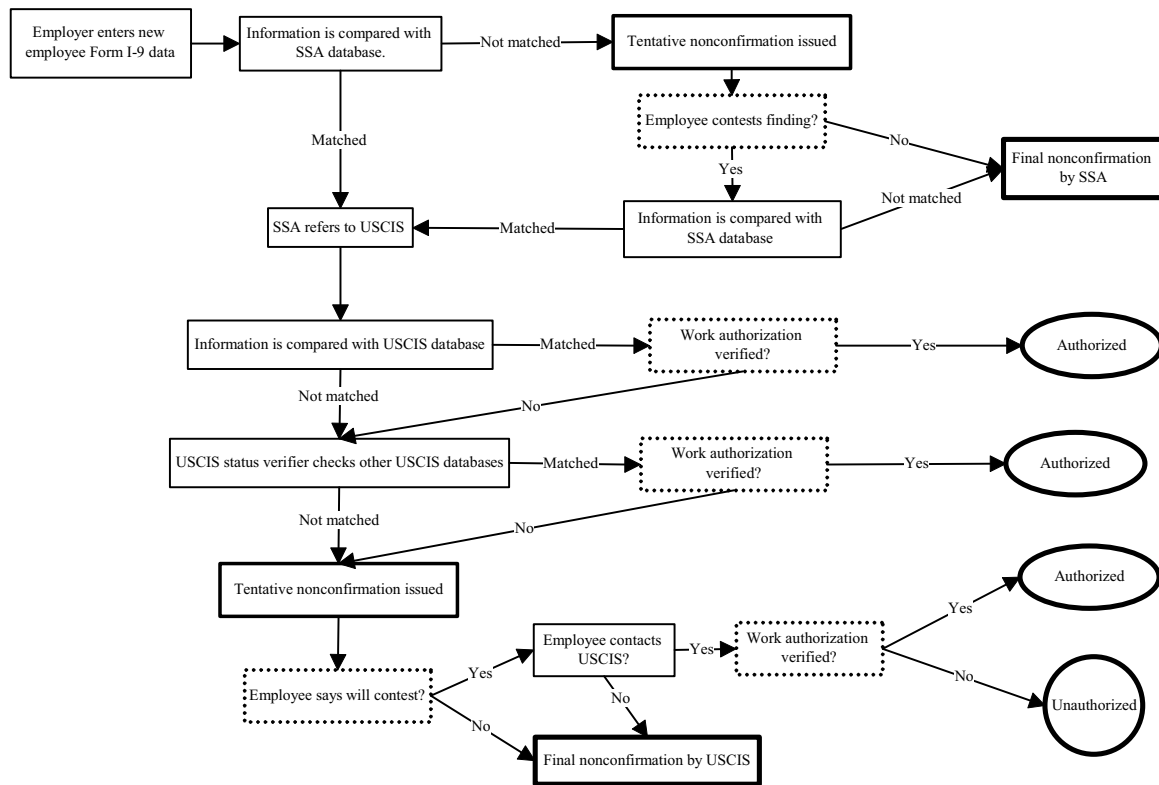 Employer enters new
employee Form I-9 data
Information is compared with
SSA database.
Not matched
Tentative nonconfirmation issued
Matched
Employee contests finding?
No
Yes
Final nonconfirmation
by SSA
Not matched
SSA refers to USCIS
Matched
Information is compared with
SSA database
Information is compared with USCIS database
Matched
Work authorization
verified?
Yes
Authorized
Not matched
No
USCIS status verifier checks other USCIS databases
Matched
Work authorization
verified?
Yes
Authorized
Not matched
No
Tentative nonconfirmation issued
Authorized
Yes
Employee says will contest?
Yes
Employee contacts
USCIS?
Yes
Work authorization
verified?
No
Unauthorized
No
No
Final nonconfirmation by USCIS